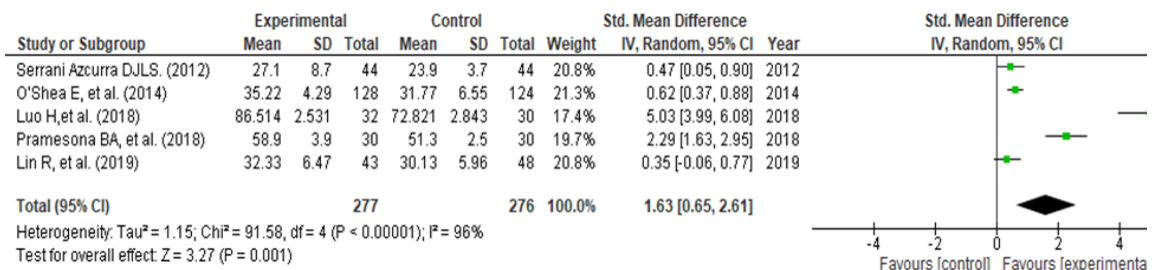 Experimental Control Std. Mean Difference Std. Mean Difference
Study or Subgroup Mean SD Total Mean SD Total Weight IV, Random, 95% CI Year IV, Random, 95% CI
Serrani Azcurra DJLS. (2012) 27.1 8.7 44 23.9 3.7 44 20.8% 0.47 [0.05, 0.90] 2012
O'Shea E, et al. (2014) 35.22 4.29 128 31.77 6.55 124 21.3% 0.62 [0.37, 0.88] 2014
Luo H,et al. (2018) 86.514 2.531 32 72.821 2.843 30 17.4% 5.03 [3.99, 6.08] 2018
Pramesona BA, et al. (2018) 58.9 3.9 30 51.3 2.5 30 19.7% 2.29 [1.63, 2.95] 2018
Lin R, et al. (2019) 32.33 6.47 43 30.13 5.96 48 20.8% 0.35 [-0.06, 0.77] 2019
Total (95% CI) 277 276 100.0% 1.63 [0.65, 2.61]
Heterogeneity: Tau² = 1.15; Chi² = 91.58, df = 4 (P < 0.00001); I² = 96%
Test for overall effect: Z = 3.27 (P = 0.001)
-4 -2 0 2 4
Favours [control] Favours [experimenta